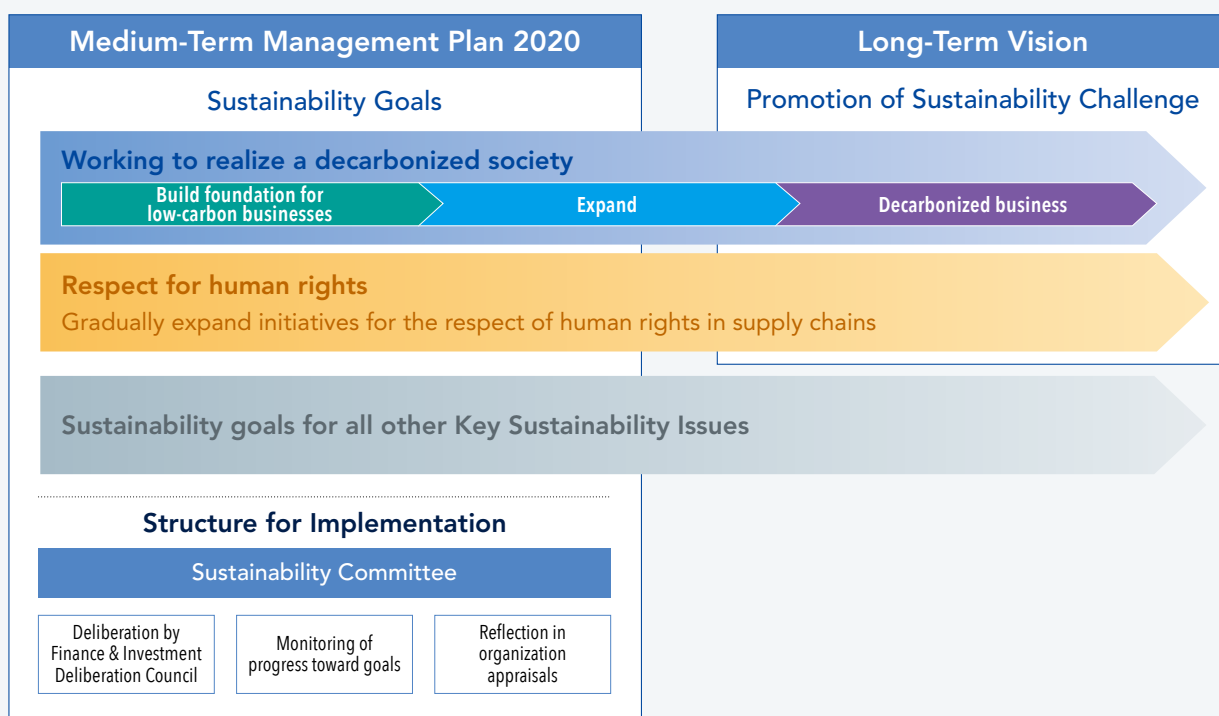 Medium-Term Management Plan 2020
Long-Term Vision
Sustainability Goals
Promotion of Sustainability Challenge
Working to realize a decarbonized society
Build foundation for
low-carbon businesses
Expand
Decarbonized business
Respect for human rights
Gradually expand initiatives for the respect of human rights in supply chains
Sustainability goals for all other Key Sustainability Issues
Structure for Implementation
Sustainability Committee
Deliberation by
Finance & Investment
Deliberation Council
Monitoring of
progress toward goals
Reflection in
organization
appraisals